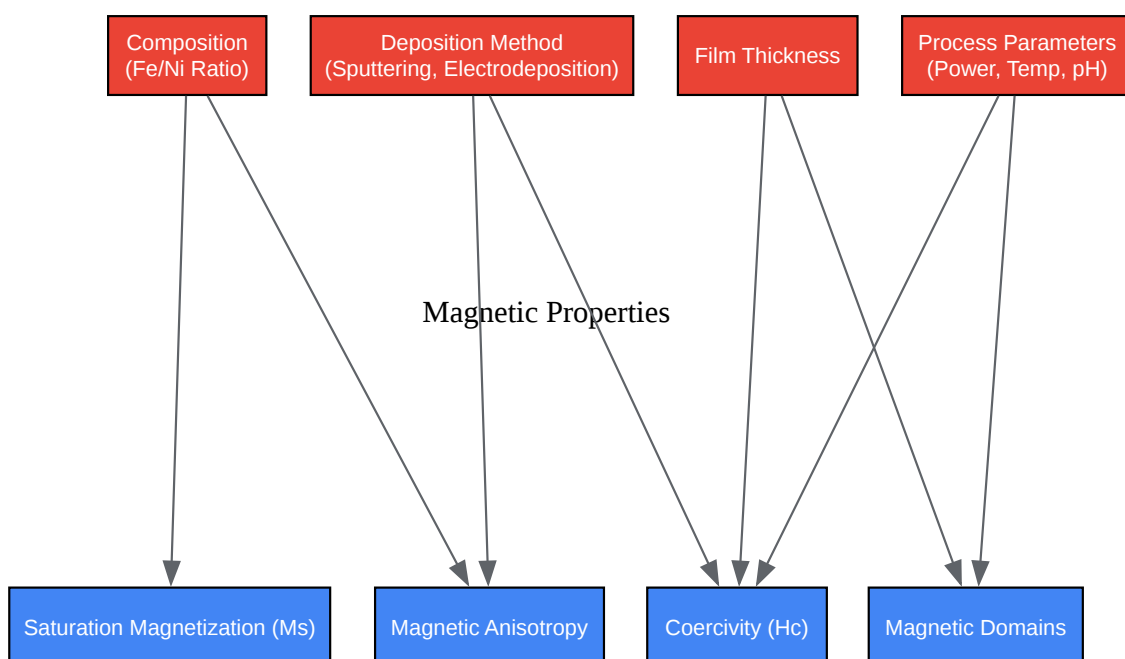 Composition
(Fe/Ni Ratio)
Deposition Method
(Sputtering, Electrodeposition)
Film Thickness
Process Parameters
(Power, Temp, pH)
Magnetic Properties
Saturation Magnetization (Ms)
Magnetic Anisotropy
Coercivity (Hc)
Magnetic Domains